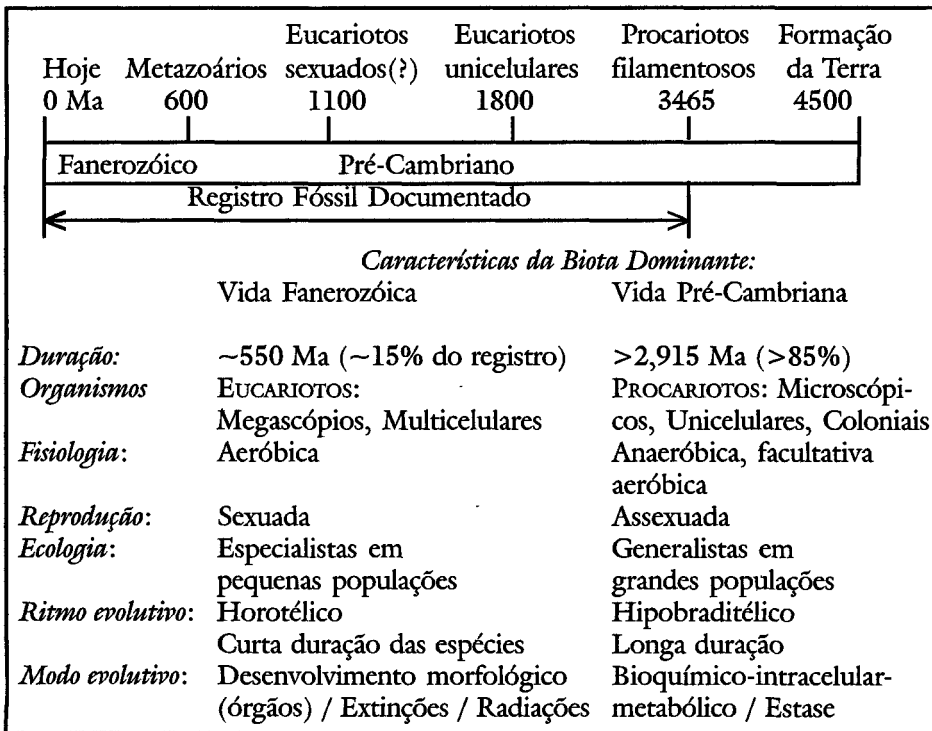 Eucariotos Eucariotos Procariotos Formação
Hoje Metazoários sexuados(?) unicelulares filamentosos da Terra
0 Ma 600 1100 1800 3465 4500
Fanerozóico Pré-Cambriano
Registro Fóssil Documentado
Características da Biota Dominante:
Vida Fanerozóica Vida Pré-Cambriana
Duração: ~550 Ma (~15% do registro) >2,915 Ma (>85%)
Organismos EUCARIOTOS: PROCARIOTOS: Microscópi-
Megascópios, Multicelulares cos, Unicelulares, Coloniais
Fisiologia: Aeróbica Anaeróbica, facultativa
aeróbica
Reprodução: Sexuada Assexuada
Ecologia: Especialistas em Generalistas em
pequenas populações grandes populações
Ritmo evolutivo: Horotélico Hipobraditélico
Curta duração das espécies Longa duração
Modo evolutivo: Desenvolvimento morfológico Bioquímico-intracelular-
(órgãos) / Extinções / Radiações metabólico / Estase